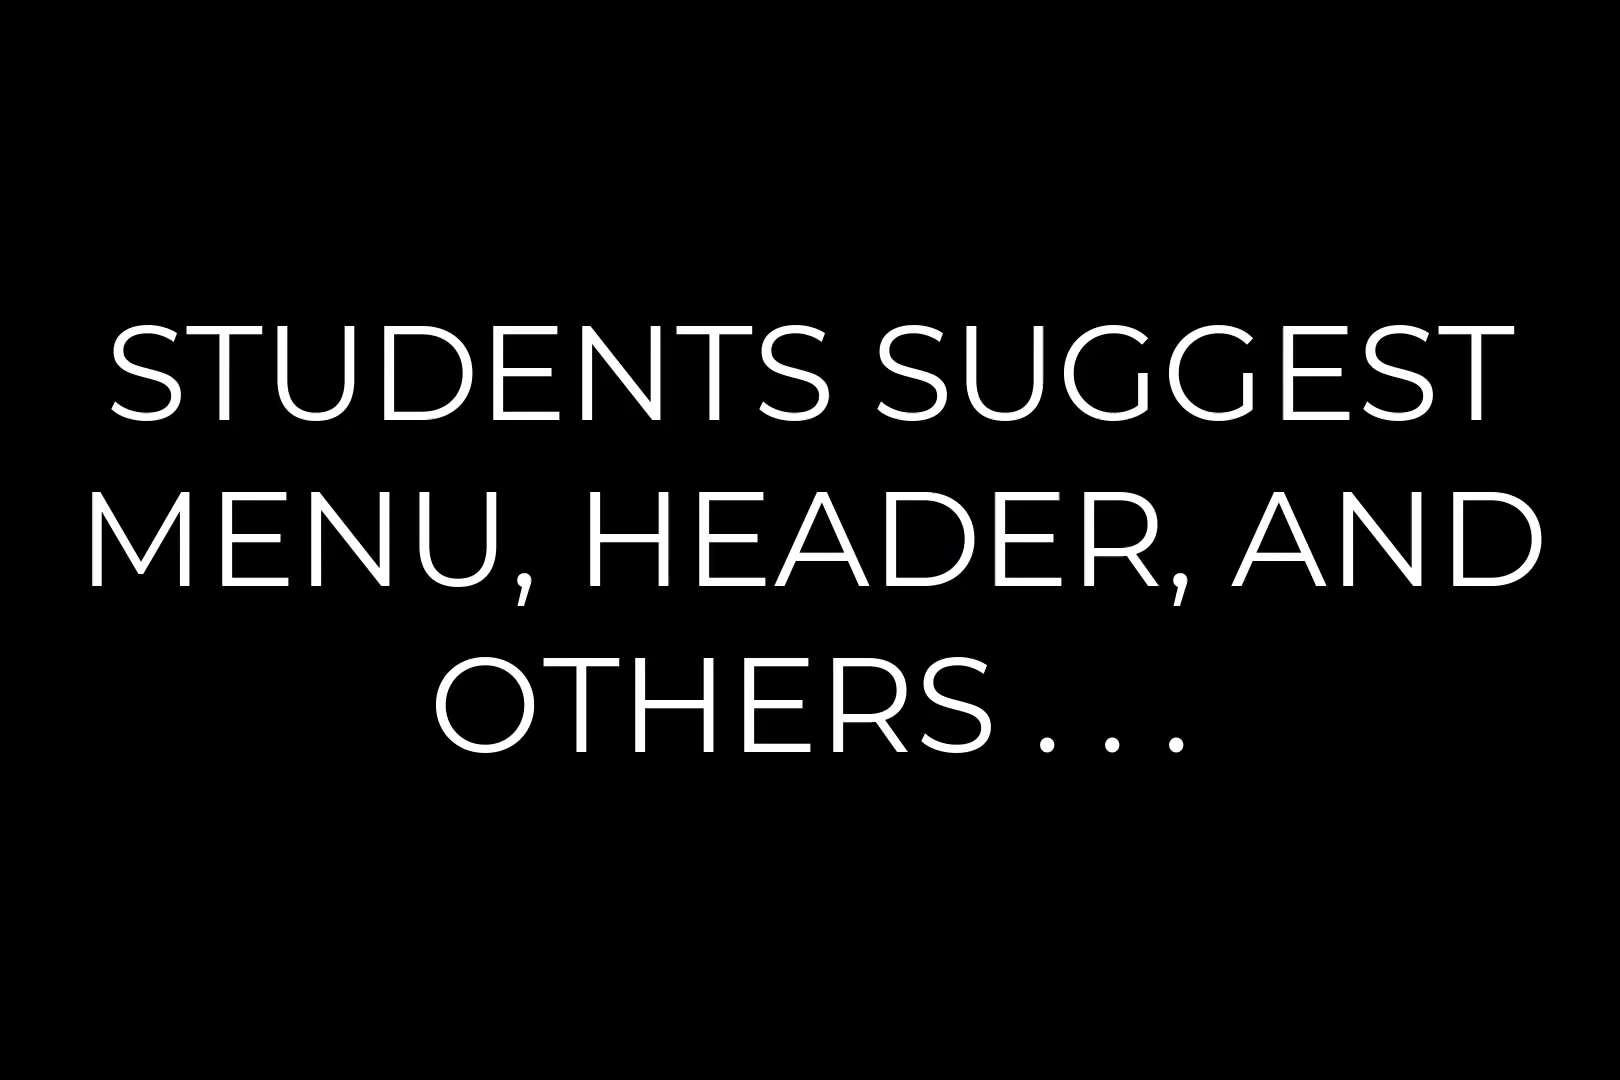 STUDENTS SUGGEST
MENU, HEADER, AND
OTHERS . . .